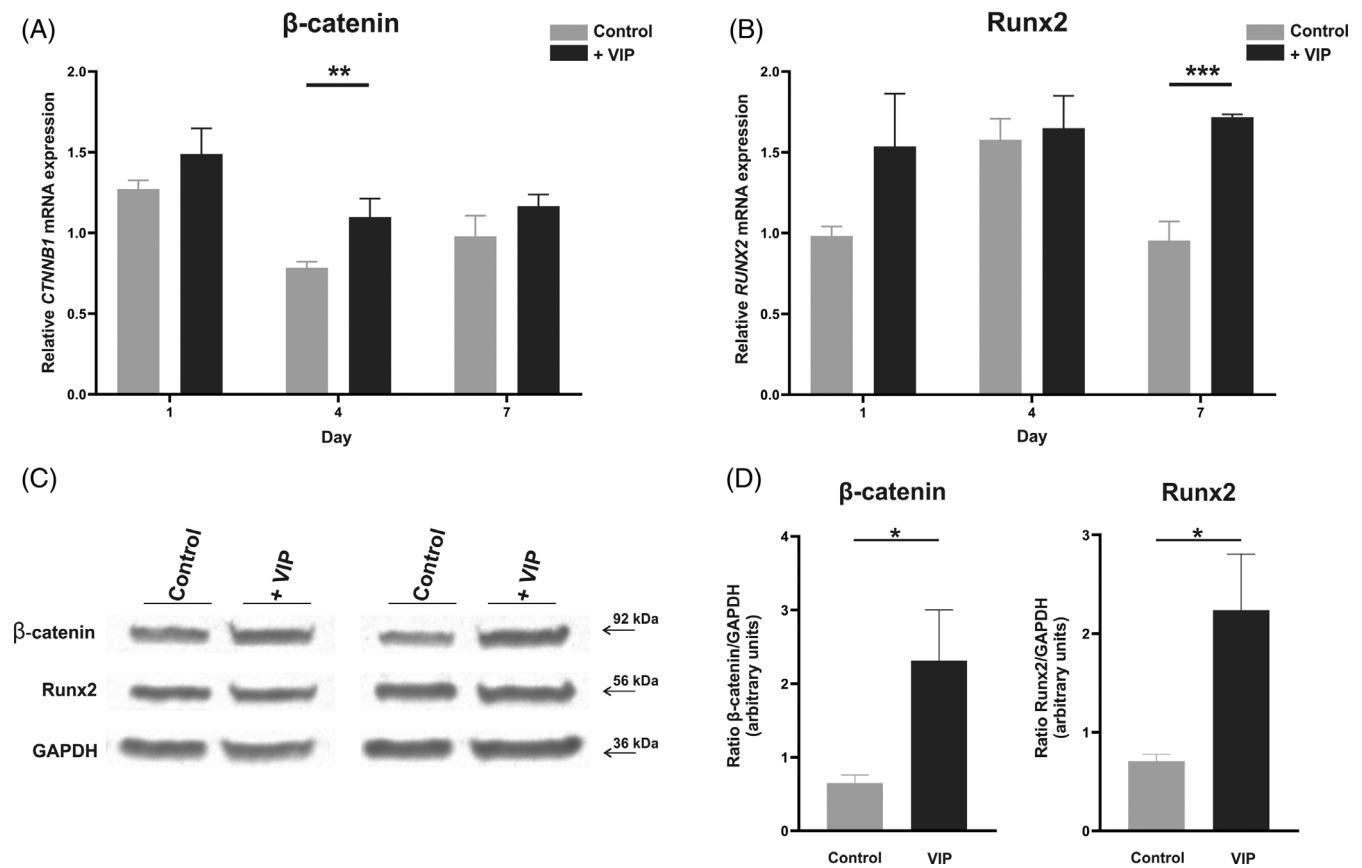 (A)
β-catenin
Control
+ VIP
**
Relative CTNNB1 mRNA expression
2.0
1.5
1.0
0.5
0.0
1
4
7
Day
(B)
Runx2
Control
+ VIP
***
Relative RUNX2 mRNA expression
2.0
1.5
1.0
0.5
0.0
1
4
7
Day
(C)
Control
+ VIP
Control
+ VIP
β-catenin
92 kDa
Runx2
56 kDa
GAPDH
36 kDa
(D)
β-catenin
*
Ratio β-catenin/GAPDH
(arbitrary units)
4
3
2
1
0
Control
VIP
Runx2
*
Ratio Runx2/GAPDH
(arbitrary units)
3
2
1
0
Control
VIP